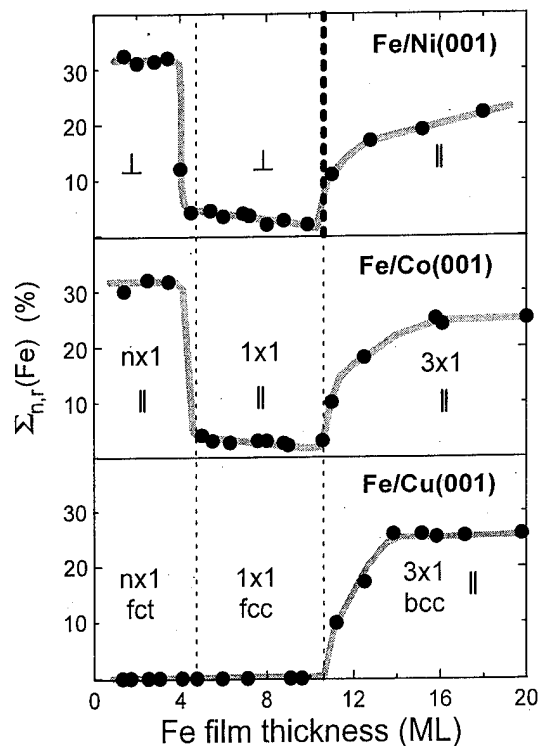 Fe/Ni(001)
30
20
10
⊥ ⊥ ||
Fe/Co(001)
30
20
10
nx1 1x1 3x1
|| || ||
Fe/Cu(001)
30
20
10
nx1 1x1 3x1 ||
fct fcc bcc
0 4 8 12 16 20
Fe film thickness (ML)
Σn,r(Fe) (%)